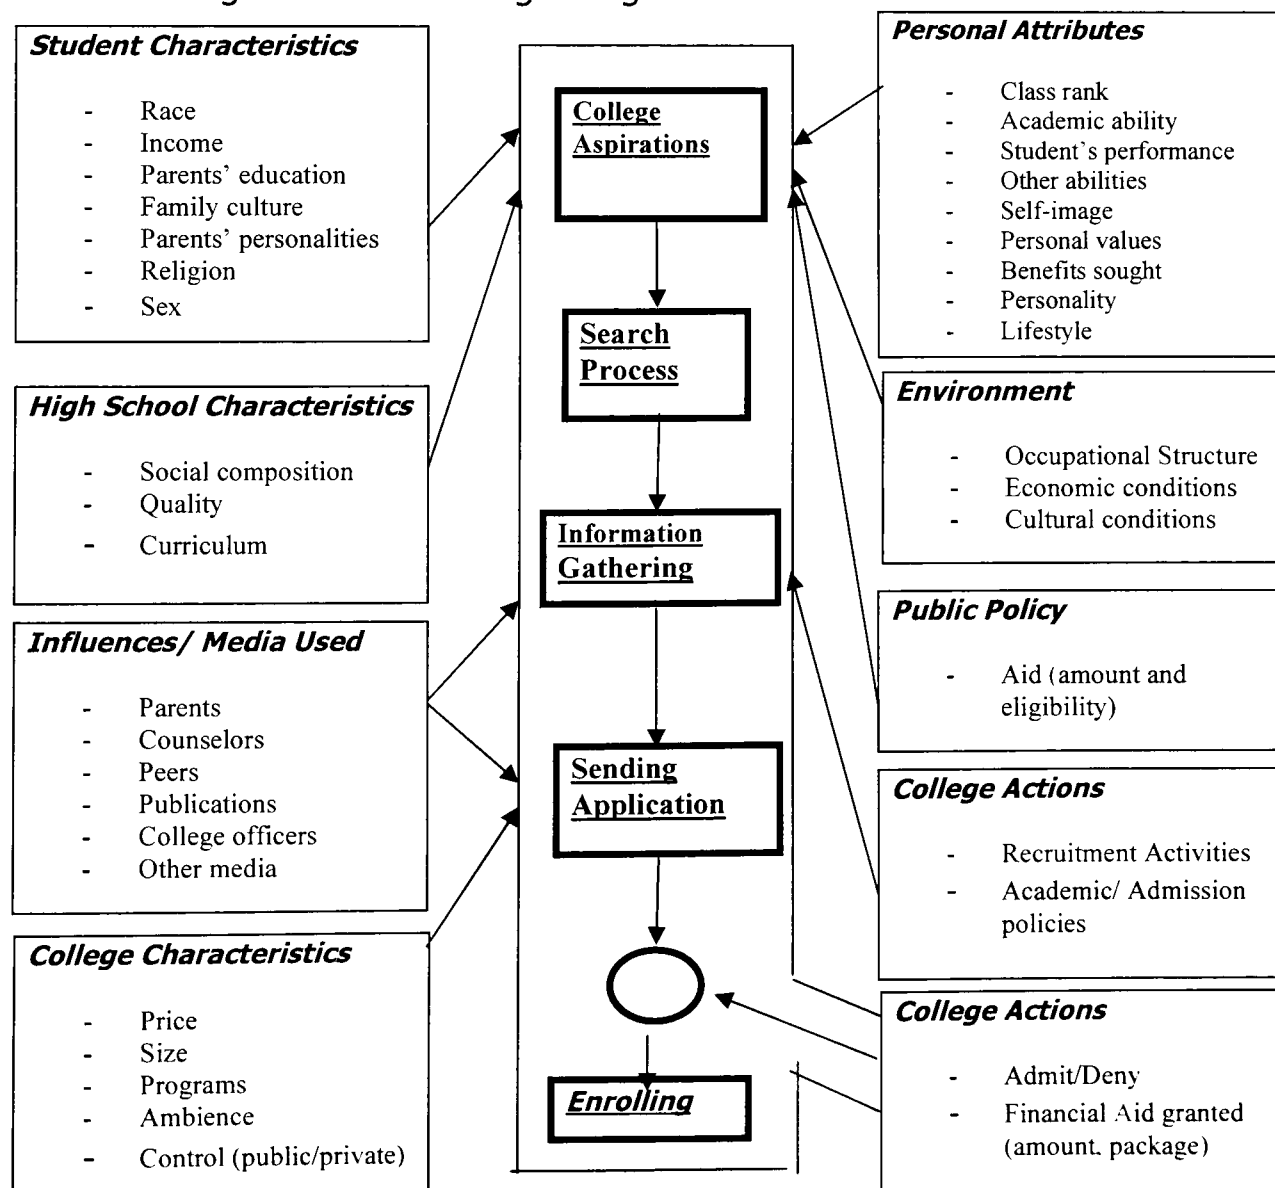 Student Characteristics
- Race
- Income
- Parents' education
- Family culture
- Parents' personalities
- Religion
- Sex
High School Characteristics
- Social composition
- Quality
- Curriculum
Influences/ Media Used
- Parents
- Counselors
- Peers
- Publications
- College officers
- Other media
College Characteristics
- Price
- Size
- Programs
- Ambience
- Control (public/private)
College
Aspirations
Search
Process
Information
Gathering
Sending
Application
Enrolling
Personal Attributes
- Class rank
- Academic ability
- Student's performance
- Other abilities
- Self-image
- Personal values
- Benefits sought
- Personality
- Lifestyle
Environment
- Occupational Structure
- Economic conditions
- Cultural conditions
Public Policy
- Aid (amount and
eligibility)
College Actions
- Recruitment Activities
- Academic/ Admission
policies
College Actions
- Admit/Deny
- Financial Aid granted
(amount, package)